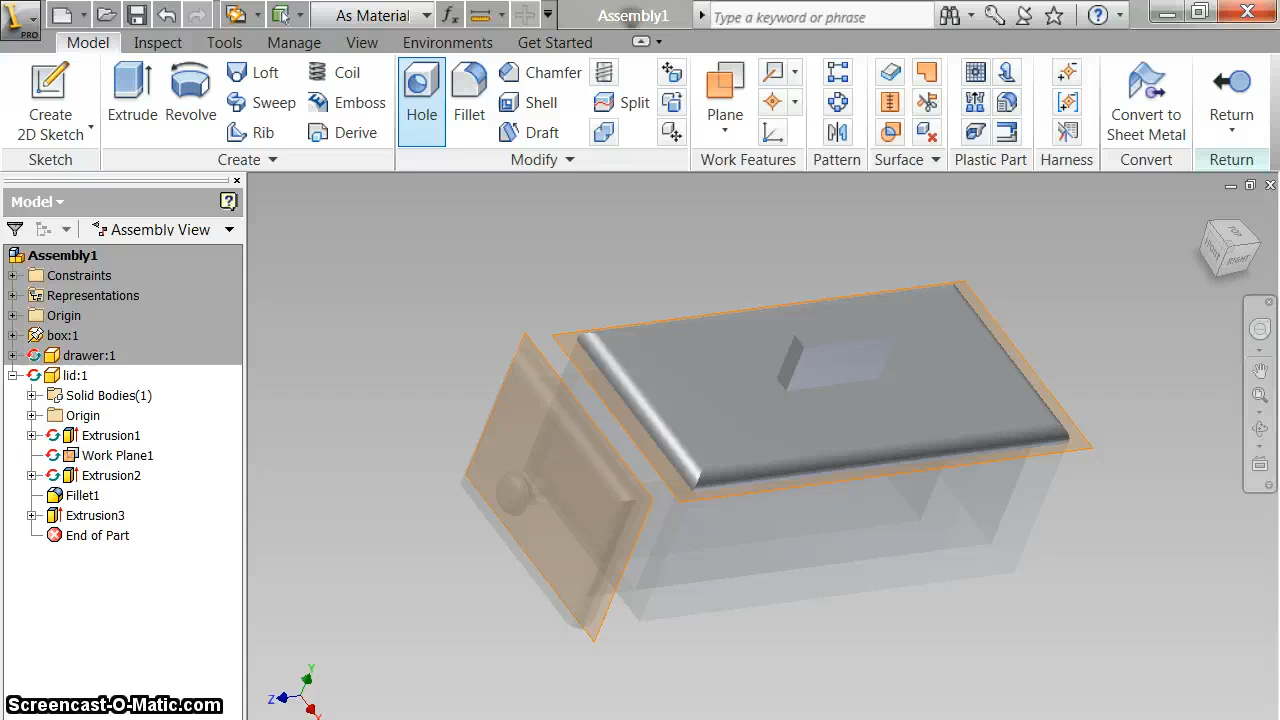 PRO
As Material
Assembly1
Type a keyword or phrase
Model
Inspect
Tools
Manage
View
Environments
Get Started
Create
2D Sketch
Sketch
Extrude
Revolve
Loft
Sweep
Rib
Coil
Emboss
Derive
Create
Hole
Fillet
Chamfer
Shell
Draft
Split
Modify
Plane
Work Features
Pattern
Surface
Plastic Part
Harness
Convert to
Sheet Metal
Convert
Return
Return
Model
Assembly View
Assembly1
Constraints
Representations
Origin
box:1
drawer:1
lid:1
Solid Bodies(1)
Origin
Extrusion1
Work Plane1
Extrusion2
Fillet1
Extrusion3
End of Part
TOP
FRONT
RIGHT
Y
Z
X
Screencast-O-Matic.com